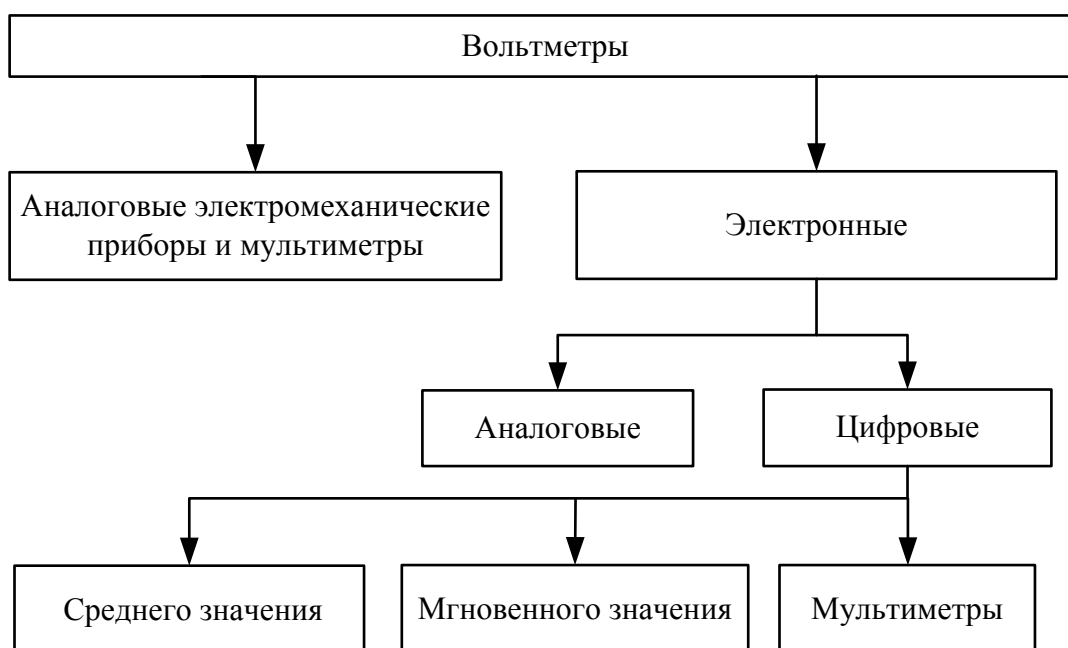 Вольтметры
Аналоговые электромеханические
приборы и мультиметры
Электронные
Аналоговые
Цифровые
Среднего значения
Мгновенного значения
Мультиметры